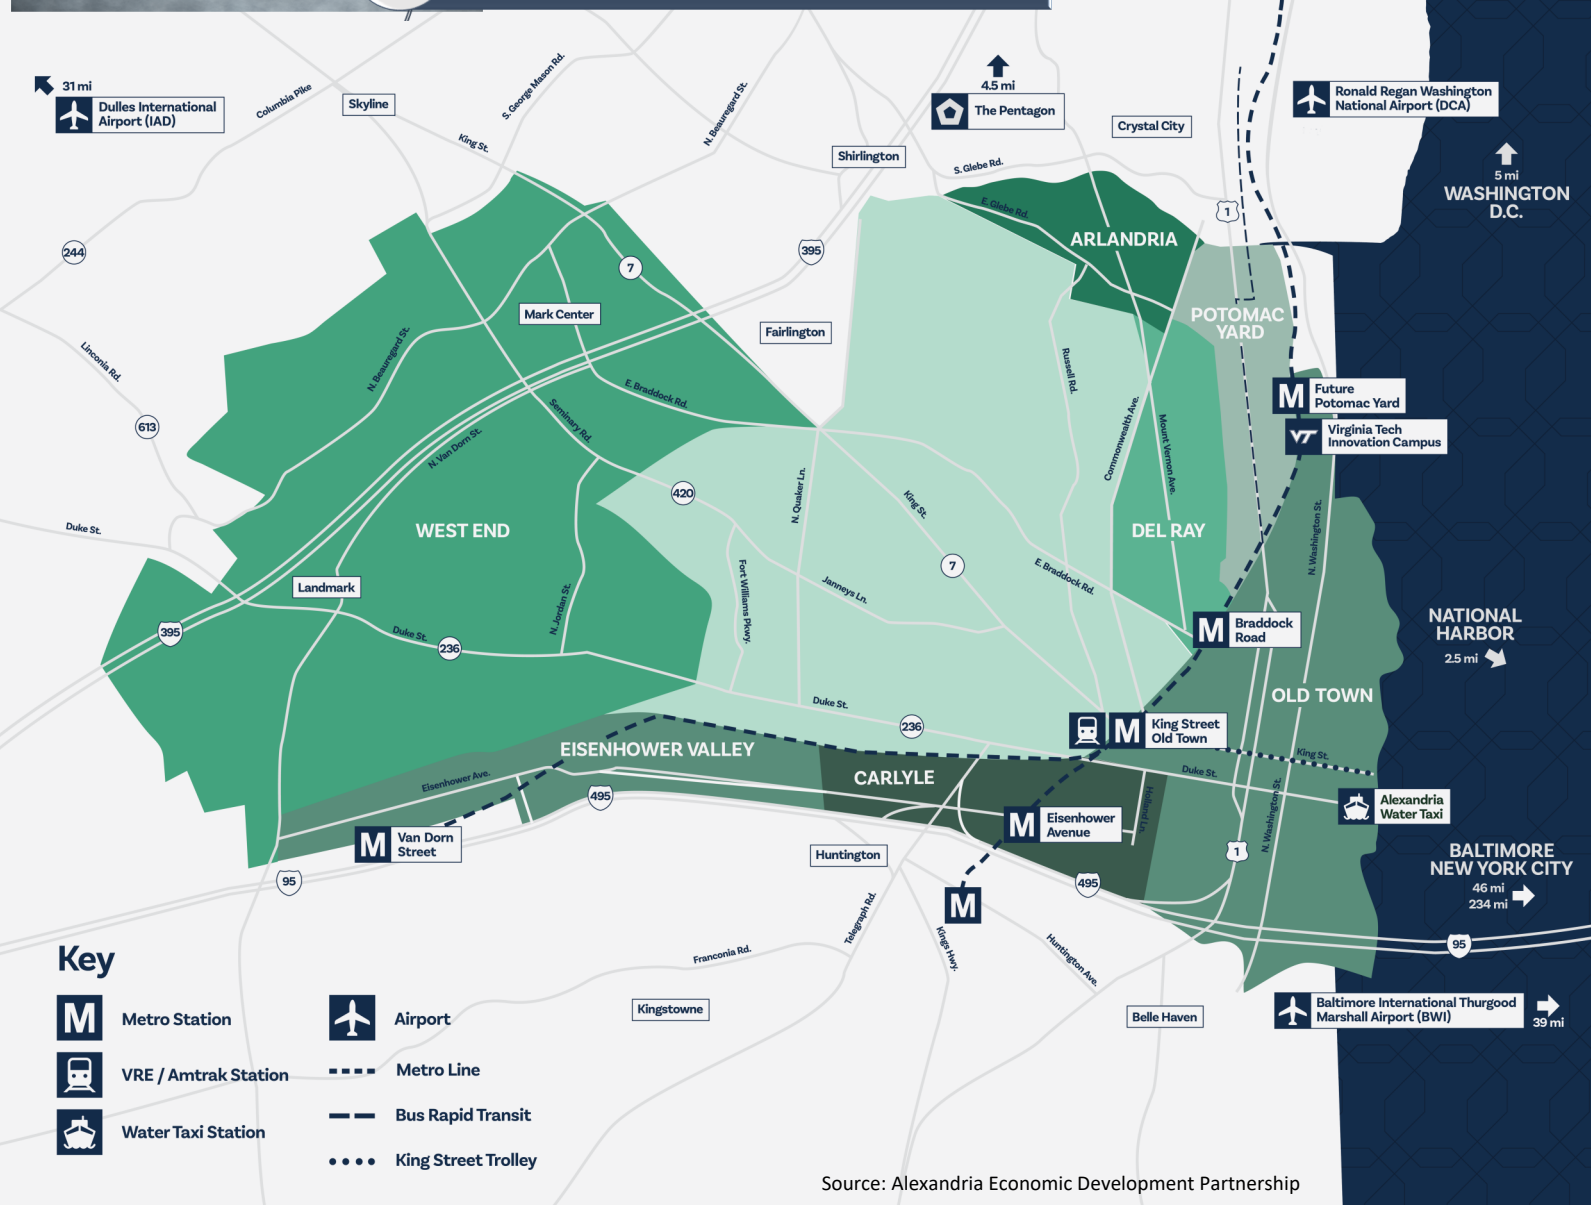 31 mi
Dulles International
Airport (IAD)
Columbia Pike
Skyline
S. George Mason Rd.
King St.
N. Beauregard St.
Shirlington
4.5 mi
The Pentagon
S. Glebe Rd.
Crystal City
Ronald Regan Washington
National Airport (DCA)
5 mi
WASHINGTON
D.C.
244
7
395
1
E. Glebe Rd.
ARLANDRIA
Mark Center
Fairlington
POTOMAC
YARD
Linconia Rd.
N. Beauregard St.
E. Braddock Rd.
Seminary Rd.
N. Van Dorn St.
Russell Rd.
Commonwealth Ave.
Mount Vernon Ave.
M
Future
Potomac Yard
VT
Virginia Tech
Innovation Campus
613
420
N. Quaker Ln.
King St.
Duke St.
WEST END
DEL RAY
N. Washington St.
7
Landmark
N. Jordan St.
Fort Williams Pkwy.
Janneys Ln.
E. Braddock Rd.
395
Duke St.
236
M
Braddock
Road
NATIONAL
HARBOR
2.5 mi
OLD TOWN
Duke St.
236
M
King Street
Old Town
King St.
EISENHOWER VALLEY
CARLYLE
Duke St.
Eisenhower Ave.
495
Holland Ln.
N. Washington St.
Alexandria
Water Taxi
M
Van Dorn
Street
M
Eisenhower
Avenue
Huntington
1
BALTIMORE
NEW YORK CITY
46 mi
234 mi
95
495
M
Telegraph Rd.
Kings Hwy.
Huntington Ave.
Franconia Rd.
95
Kingstowne
Belle Haven
Baltimore International Thurgood
Marshall Airport (BWI)
39 mi
Key
M
Metro Station
Airport
VRE / Amtrak Station
Metro Line
Bus Rapid Transit
Water Taxi Station
King Street Trolley
Source: Alexandria Economic Development Partnership